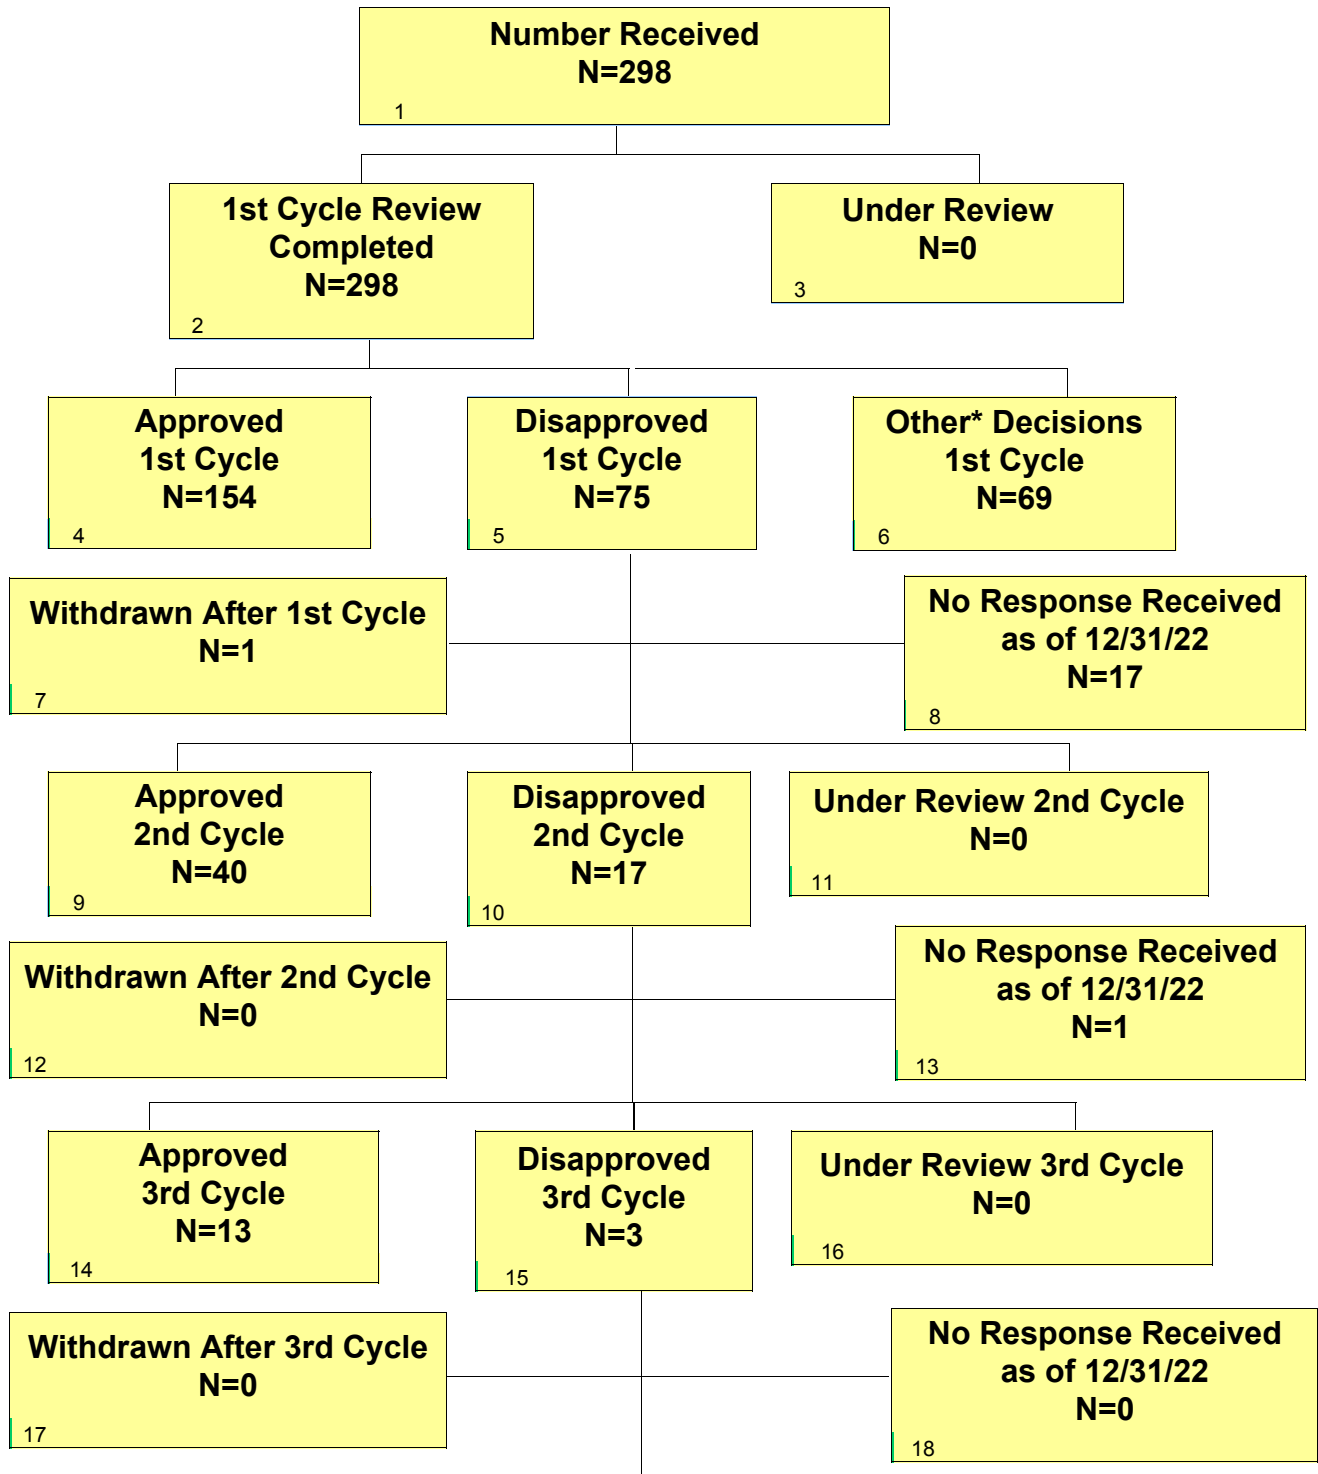 Number Received
N=298
1
1st Cycle Review
Completed
N=298
2
Under Review
N=0
3
Approved
1st Cycle
N=154
4
Disapproved
1st Cycle
N=75
5
Other* Decisions
1st Cycle
N=69
6
Withdrawn After 1st Cycle
N=1
7
No Response Received
as of 12/31/22
N=17
8
Approved
2nd Cycle
N=40
9
Disapproved
2nd Cycle
N=17
10
Under Review 2nd Cycle
N=0
11
Withdrawn After 2nd Cycle
N=0
12
No Response Received
as of 12/31/22
N=1
13
Approved
3rd Cycle
N=13
14
Disapproved
3rd Cycle
N=3
15
Under Review 3rd Cycle
N=0
16
Withdrawn After 3rd Cycle
N=0
17
No Response Received
as of 12/31/22
N=0
18